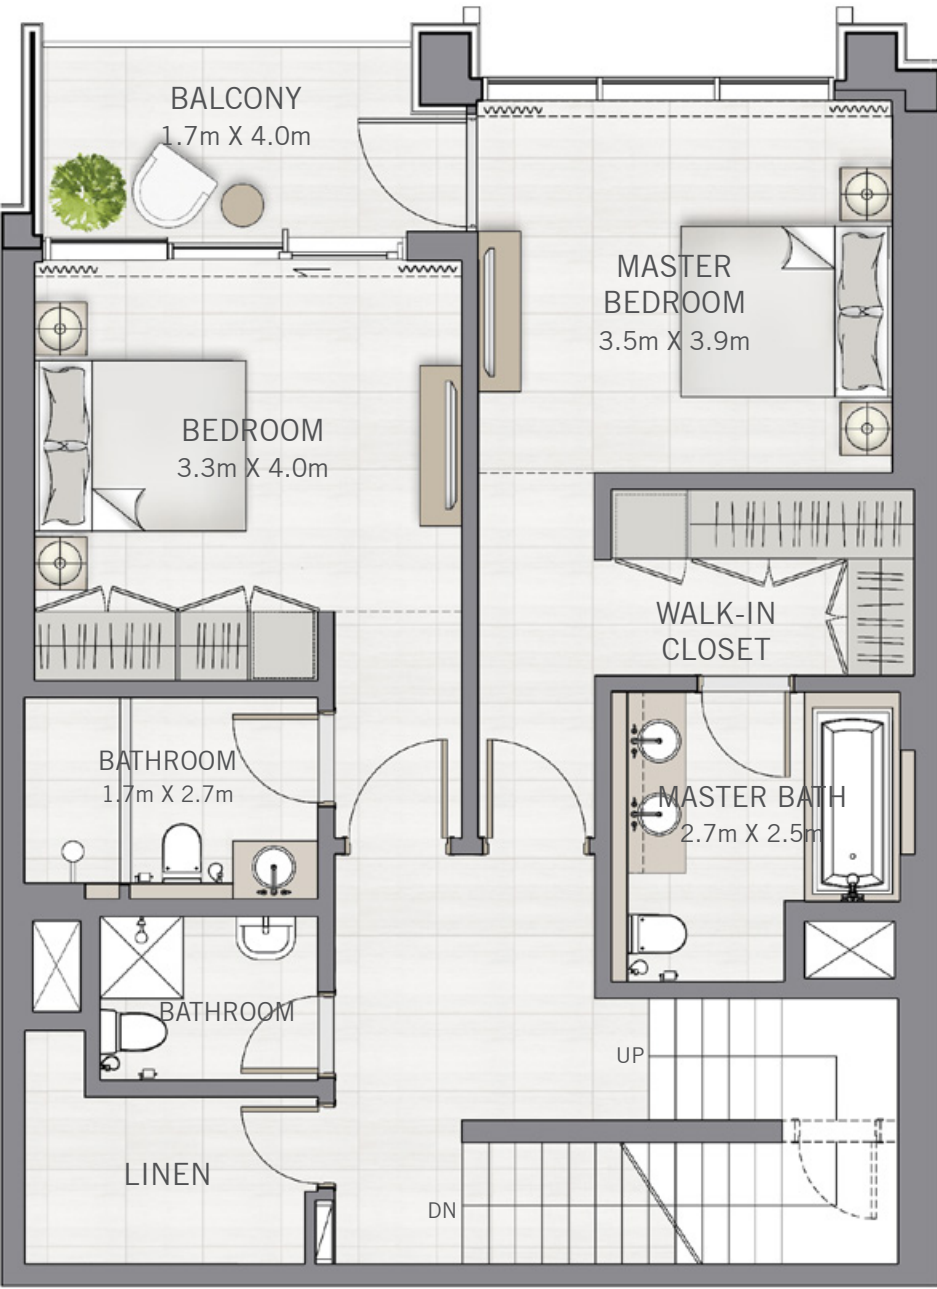 BALCONY
1.7m X 4.0m
MASTER
BEDROOM
3.5m X 3.9m
BEDROOM
3.3m X 4.0m
WALK-IN
CLOSET
BATHROOM
1.7m X 2.7m
MASTER BATH
2.7m X 2.5m
BATHROOM
UP
LINEN
DN